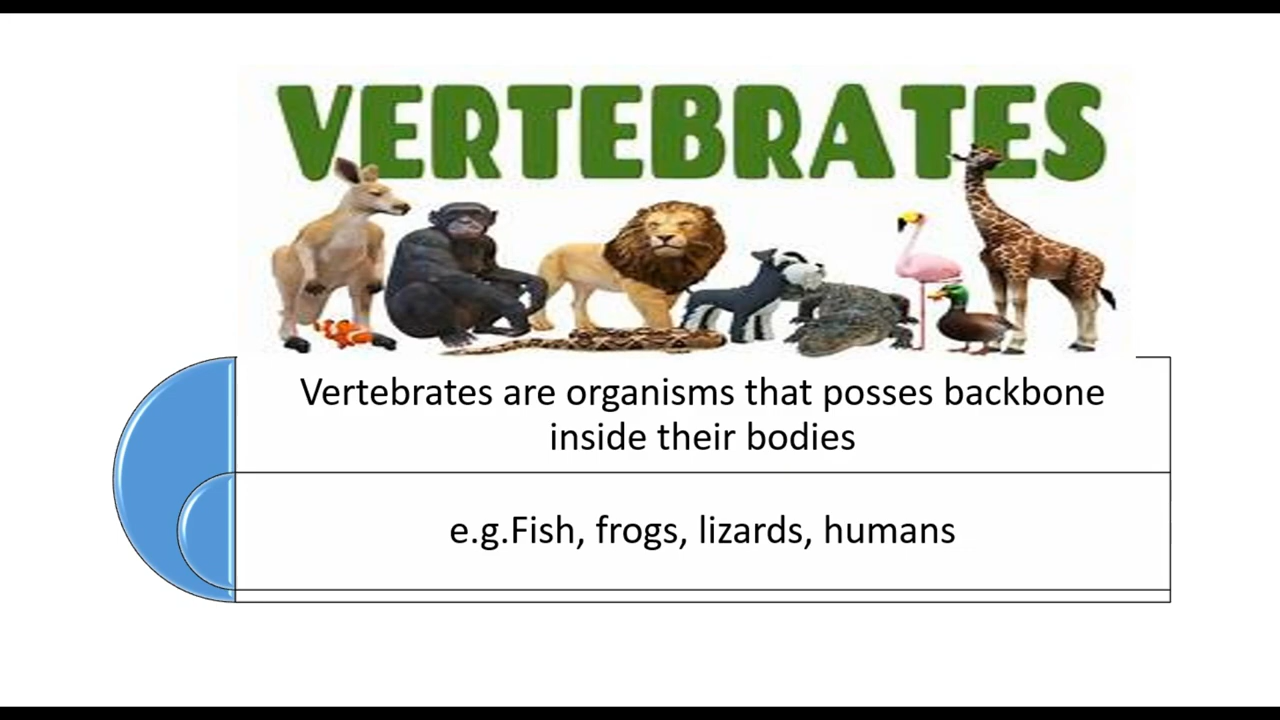 VERTEBRATES
Vertebrates are organisms that posses backbone
inside their bodies
e.g.Fish, frogs, lizards, humans